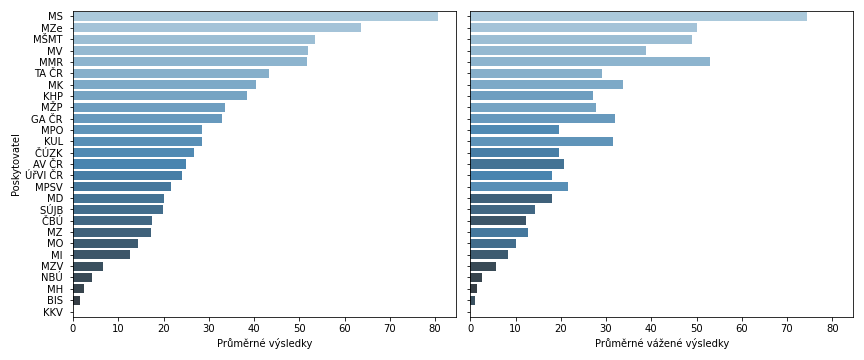 Poskytovatel
MS
MZe
MŠMT
MV
MMR
TA ČR
MK
KHP
MŽP
GA ČR
MPO
KUL
ČÚZK
AV ČR
ÚřVI ČR
MPSV
MD
SÚJB
ČBÚ
MZ
MO
MI
MZV
NBÚ
MH
BIS
KKV
0 10 20 30 40 50 60 70 80
Průměrné výsledky
0 10 20 30 40 50 60 70 80
Průměrné vážené výsledky